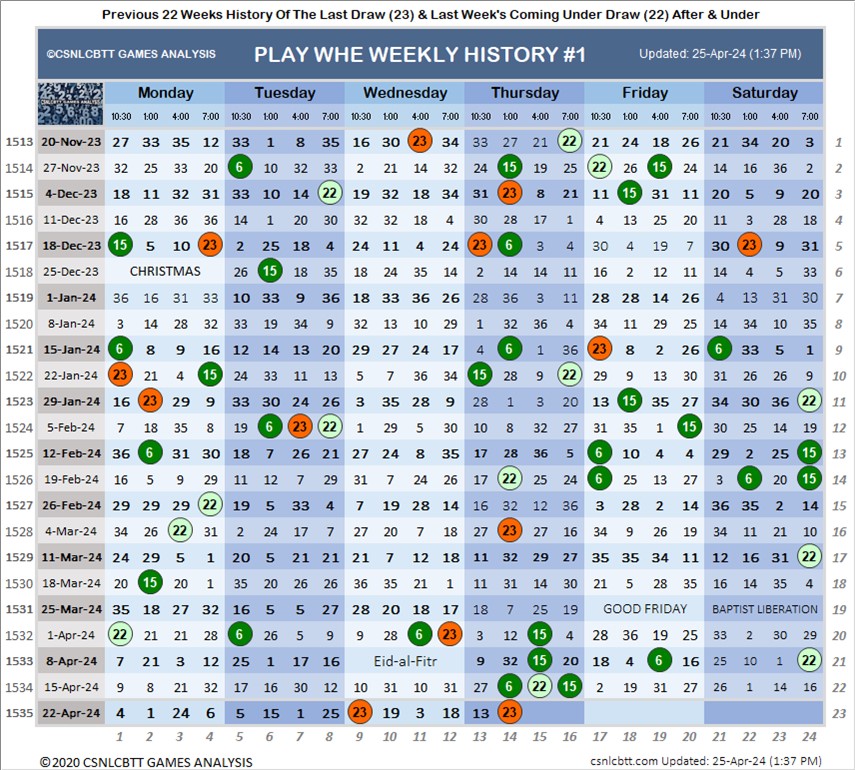 Previous 22 Weeks History Of The Last Draw (23) & Last Week's Coming Under Draw (22) After & Under
©CSNLCBTT GAMES ANALYSIS PLAY WHE WEEKLY HISTORY #1 Updated: 25-Apr-24 (1:37 PM)
CSNLCBTT GAMES ANALYSIS
Monday Tuesday Wednesday Thursday Friday Saturday
10:30 1:00 4:00 7:00 10:30 1:00 4:00 7:00 10:30 1:00 4:00 7:00 10:30 1:00 4:00 7:00 10:30 1:00 4:00 7:00 10:30 1:00 4:00 7:00
1513 20-Nov-23 27 33 35 12 33 1 8 35 16 30 23 34 33 27 21 22 21 24 18 26 21 34 20 3 1
1514 27-Nov-23 32 25 33 20 6 10 32 33 2 21 14 32 24 15 19 25 22 26 15 24 14 16 36 2 2
1515 4-Dec-23 18 11 32 31 33 10 14 22 19 32 18 34 31 23 8 21 11 15 31 11 20 5 9 20 3
1516 11-Dec-23 16 28 36 36 14 1 20 30 32 32 18 4 30 28 17 1 4 13 25 20 11 3 28 18 4
1517 18-Dec-23 15 5 10 23 2 25 18 4 24 11 4 24 23 6 3 4 30 4 19 7 30 23 9 31 5
1518 25-Dec-23 CHRISTMAS 26 15 18 35 18 24 35 14 2 14 14 11 16 2 12 11 14 4 5 33 6
1519 1-Jan-24 36 16 31 33 10 33 9 36 18 33 36 26 28 36 3 11 28 28 14 26 4 13 31 30 7
1520 8-Jan-24 3 14 28 32 33 19 34 9 32 13 10 29 1 32 36 4 34 11 29 25 14 34 10 35 8
1521 15-Jan-24 6 8 9 16 12 14 13 20 29 27 24 17 4 6 1 36 23 8 2 26 6 33 5 1 9
1522 22-Jan-24 23 21 4 15 24 33 11 13 5 7 36 34 15 28 9 22 29 9 13 30 31 26 26 9 10
1523 29-Jan-24 16 23 29 9 33 30 24 26 3 35 28 9 28 1 3 20 13 15 35 27 34 30 36 22 11
1524 5-Feb-24 7 18 35 8 19 6 23 22 1 29 5 30 10 8 32 27 31 35 1 15 30 25 14 19 12
1525 12-Feb-24 36 6 31 30 18 7 26 21 27 24 8 35 17 28 36 5 6 10 4 4 29 2 25 15 13
1526 19-Feb-24 16 5 9 29 11 12 7 29 31 7 24 26 17 22 14 27 6 25 13 27 3 22 20 15 14
1527 26-Feb-24 29 29 29 22 19 5 33 4 7 19 28 14 16 32 12 36 3 28 2 14 36 35 2 14 15
1528 4-Mar-24 34 26 22 31 5 24 17 7 27 20 7 18 27 23 27 16 15 31 10 32 34 11 21 10 16
1529 11-Mar-24 24 29 5 1 20 5 21 21 21 7 12 18 11 32 29 27 35 35 34 11 12 16 31 22 17
1530 18-Mar-24 20 15 20 1 35 20 26 26 36 35 21 1 11 31 14 30 21 5 28 35 16 14 35 4 18
1531 25-Mar-24 35 18 27 32 16 5 5 27 28 20 18 17 18 7 25 19 GOOD FRIDAY BAPTIST LIBERATION 19
1532 1-Apr-24 22 21 21 28 6 26 5 9 9 28 6 23 3 12 15 4 28 36 19 25 33 2 30 29 20
1533 8-Apr-24 7 21 3 12 25 1 17 16 Eid-al-Fitr 9 32 15 20 18 4 6 16 25 10 1 22 21
1534 15-Apr-24 9 8 21 32 17 16 30 12 10 31 10 31 27 6 22 15 2 19 31 27 26 1 14 16 22
1535 22-Apr-24 4 1 24 6 5 15 1 25 23 19 3 18 13 23 23
1 2 3 4 5 6 7 8 9 10 11 12 13 14 15 16 17 18 19 20 21 22 23 24
©2020 CSNLCBTT GAMES ANALYSIS csnlcbtt.com Updated: 25-Apr-24 (1:37 PM)